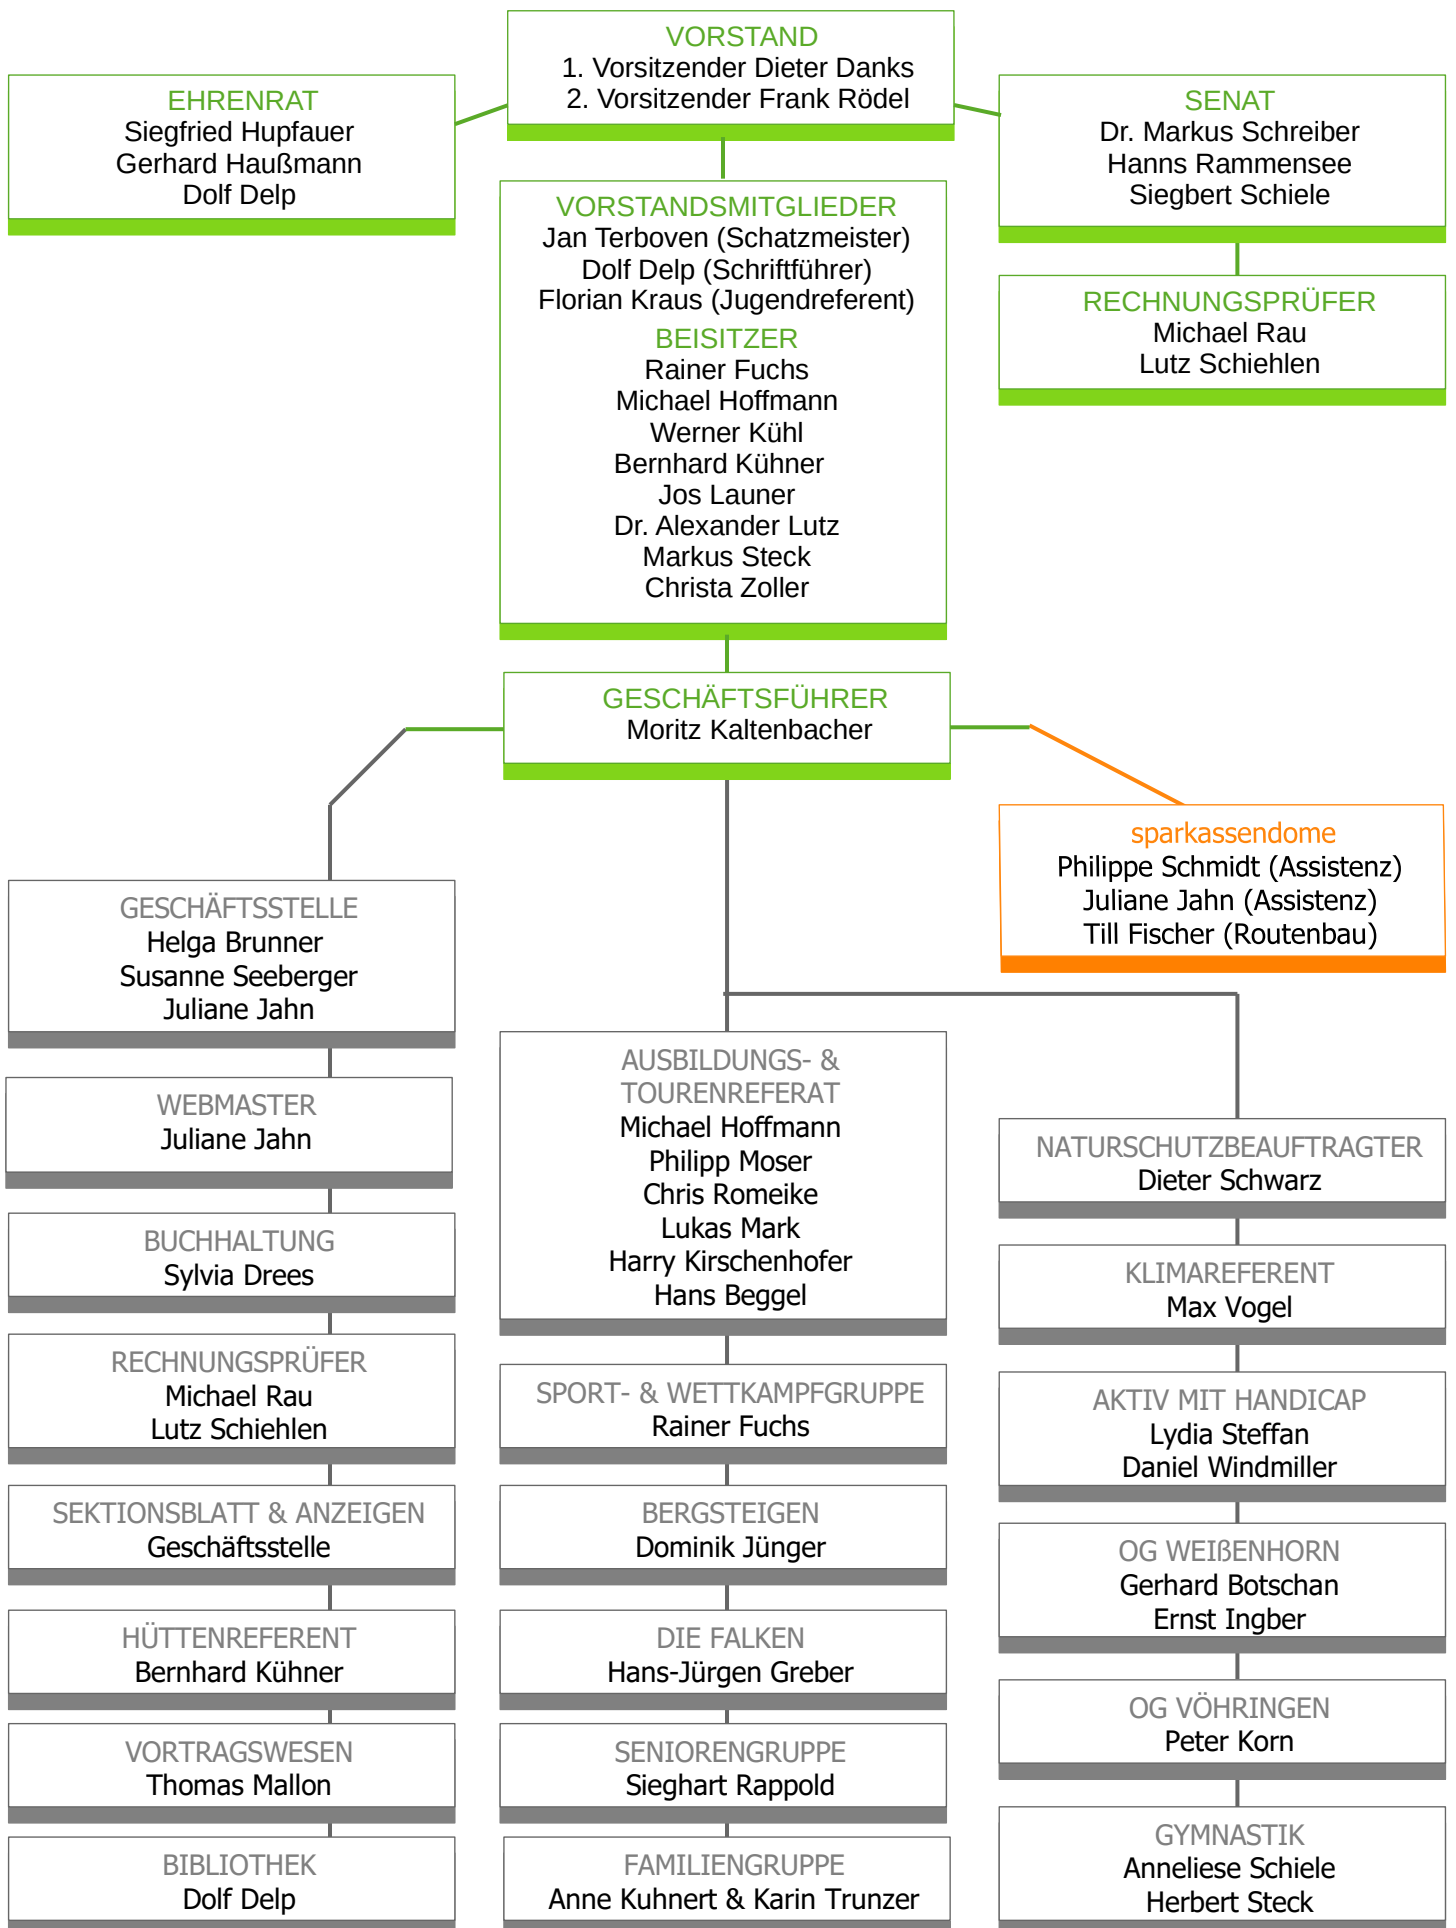 VORSTAND
1. Vorsitzender Dieter Danks
2. Vorsitzender Frank Rödel
EHRENRAT
Siegfried Hupfauer
Gerhard Haußmann
Dolf Delp
SENAT
Dr. Markus Schreiber
Hanns Rammensee
Siegbert Schiele
VORSTANDSMITGLIEDER
Jan Terboven (Schatzmeister)
Dolf Delp (Schriftführer)
Florian Kraus (Jugendreferent)
BEISITZER
Rainer Fuchs
Michael Hoffmann
Werner Kühl
Bernhard Kühner
Jos Launer
Dr. Alexander Lutz
Markus Steck
Christa Zoller
RECHNUNGSPRÜFER
Michael Rau
Lutz Schiehlen
GESCHÄFTSFÜHRER
Moritz Kaltenbacher
sparkassendome
Philippe Schmidt (Assistenz)
Juliane Jahn (Assistenz)
Till Fischer (Routenbau)
GESCHÄFTSSTELLE
Helga Brunner
Susanne Seeberger
Juliane Jahn
WEBMASTER
Juliane Jahn
BUCHHALTUNG
Sylvia Drees
RECHNUNGSPRÜFER
Michael Rau
Lutz Schiehlen
SEKTIONSBLATT & ANZEIGEN
Geschäftsstelle
HÜTTENREFERENT
Bernhard Kühner
VORTRAGSWESEN
Thomas Mallon
BIBLIOTHEK
Dolf Delp
AUSBILDUNGS- &
TOURENREFERAT
Michael Hoffmann
Philipp Moser
Chris Romeike
Lukas Mark
Harry Kirschenhofer
Hans Beggel
SPORT- & WETTKAMPFGRUPPE
Rainer Fuchs
BERGSTEIGEN
Dominik Jünger
DIE FALKEN
Hans-Jürgen Greber
SENIORENGRUPPE
Sieghart Rappold
FAMILIENGRUPPE
Anne Kuhnert & Karin Trunzer
NATURSCHUTZBEAUFTRAGTER
Dieter Schwarz
KLIMAREFERENT
Max Vogel
AKTIV MIT HANDICAP
Lydia Steffan
Daniel Windmiller
OG WEIßENHORN
Gerhard Botschan
Ernst Ingber
OG VÖHRINGEN
Peter Korn
GYMNASTIK
Anneliese Schiele
Herbert Steck